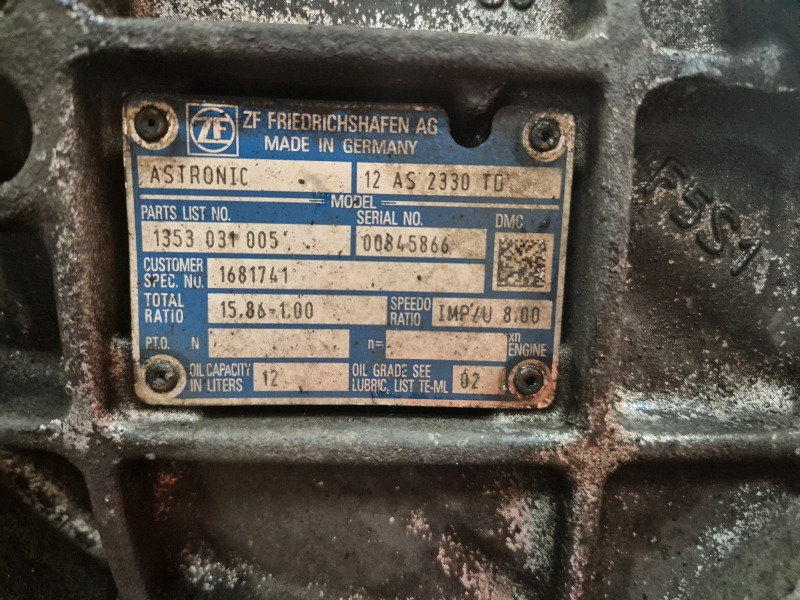 ZF FRIEDRICHSHAFEN AG
MADE IN GERMANY
ASTRONIC 12 AS 2330 TD
MODEL
PARTS LIST NO. SERIAL NO. DMC
1353 031 005 00845866
CUSTOMER
SPEC. NO. 1681741
TOTAL
RATIO 15.86-1.00 SPEEDO
RATIO IMP/U 8.00
P.T.O. N n= xn
ENGINE
OIL CAPACITY
IN LITERS 12 OIL GRADE SEE
LUBRIC. LIST TE-ML 02
F5S1